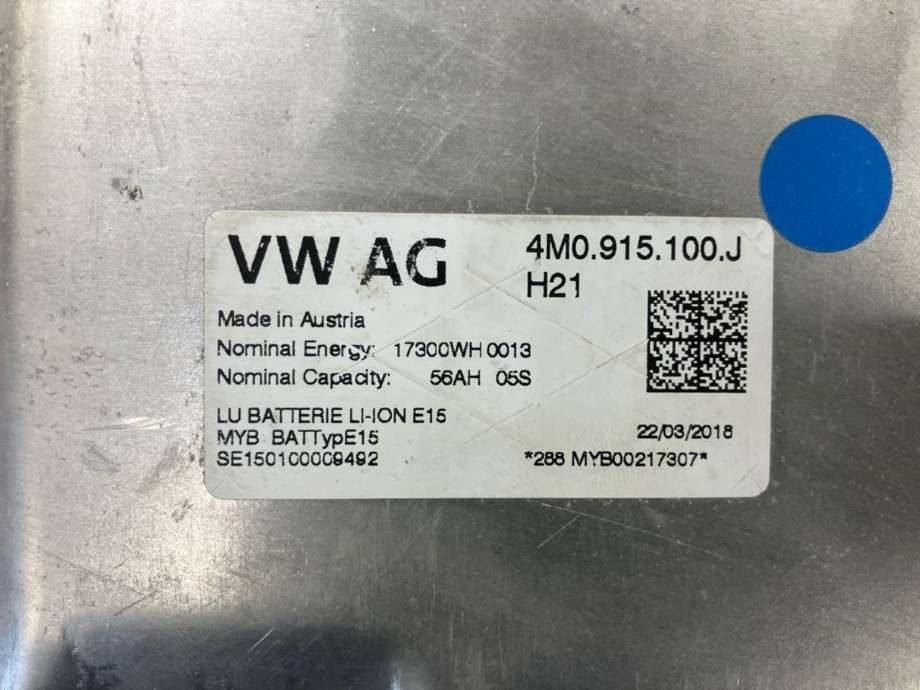 VW AG
4M0.915.100.J
H21
Made in Austria
Nominal Energy: 17300WH 0013
Nominal Capacity: 56AH 05S
LU BATTERIE LI-ION E15
MYB BATTypE15
22/03/2018
SE150100009492
*288 MYB00217307*